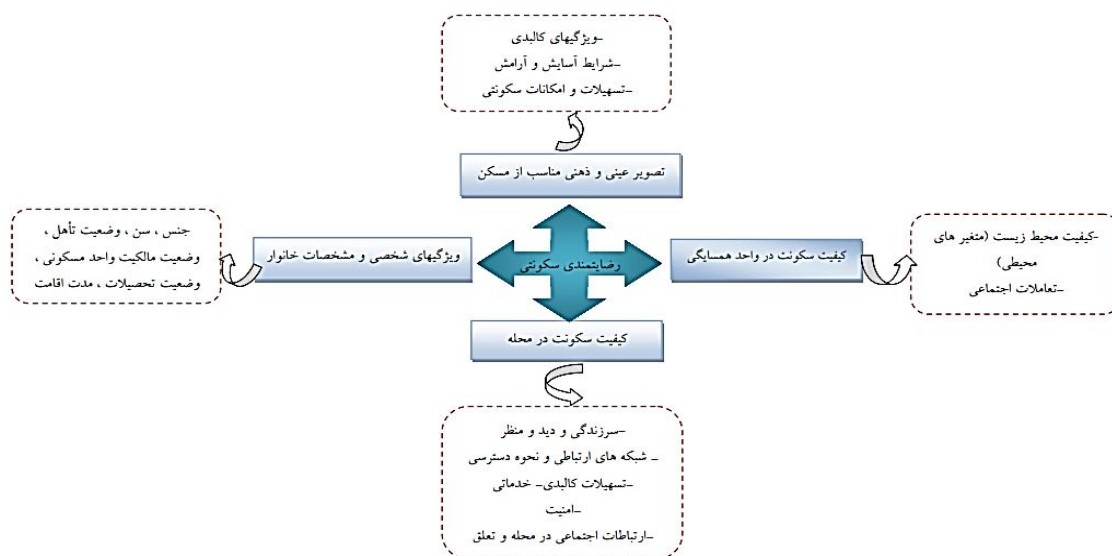 -ویژگیهای کالبدی
-شرایط آسایش و آرامش
-تسهیلات و امکانات سکونتی
تصویر عینی و ذهنی مناسب از مسکن
-کیفیت محیط زیست (متغیر های
محیطی)
-تعاملات اجتماعی
کیفیت سکونت در واحد همسایگی
رضایتمندی سکونتی
ویژگیهای شخصی و مشخصات خانوار
جنس ، سن ، وضعیت تأهل ،
وضعیت مالکیت واحد مسکونی ،
وضعیت تحصیلات ، مدت اقامت
کیفیت سکونت در محله
-سرزندگی و دید و منظر
- شبکه های ارتباطی و نحوه دسترسی
-تسهیلات کالبدی- خدماتی
-امنیت
-ارتباطات اجتماعی در محله و تعلق